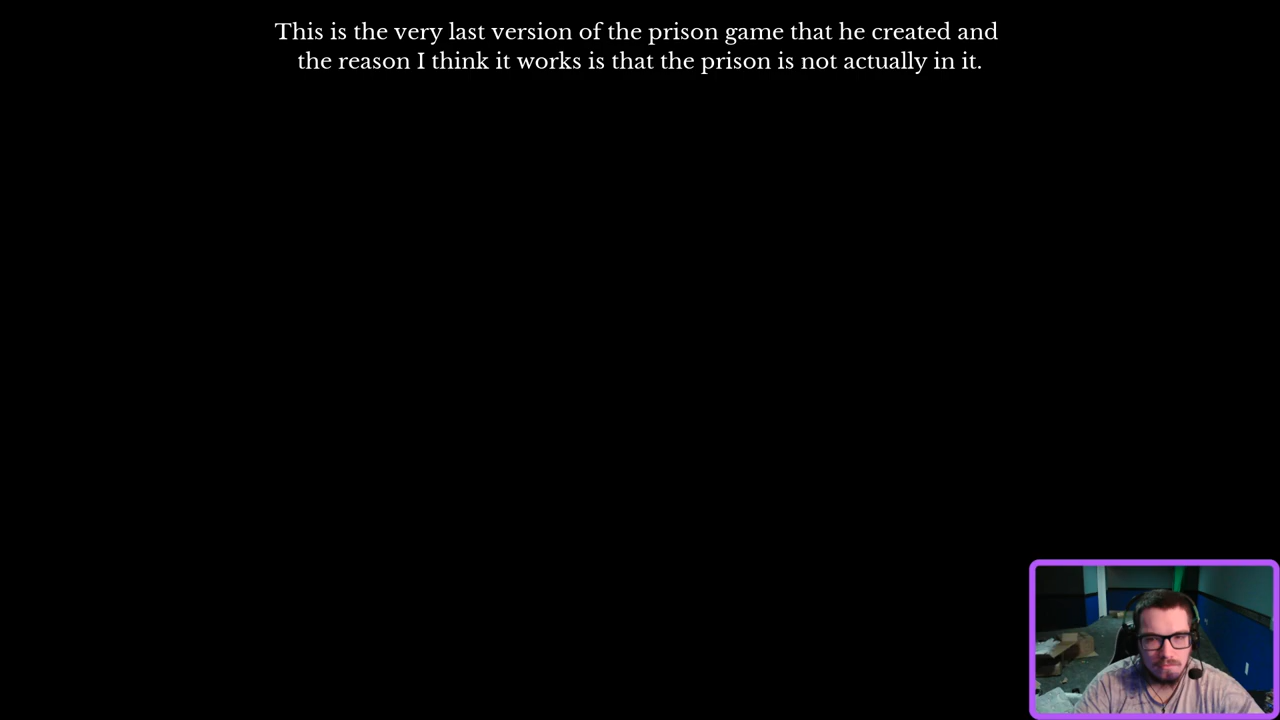 This is the very last version of the prison game that he created and
the reason I think it works is that the prison is not actually in it.